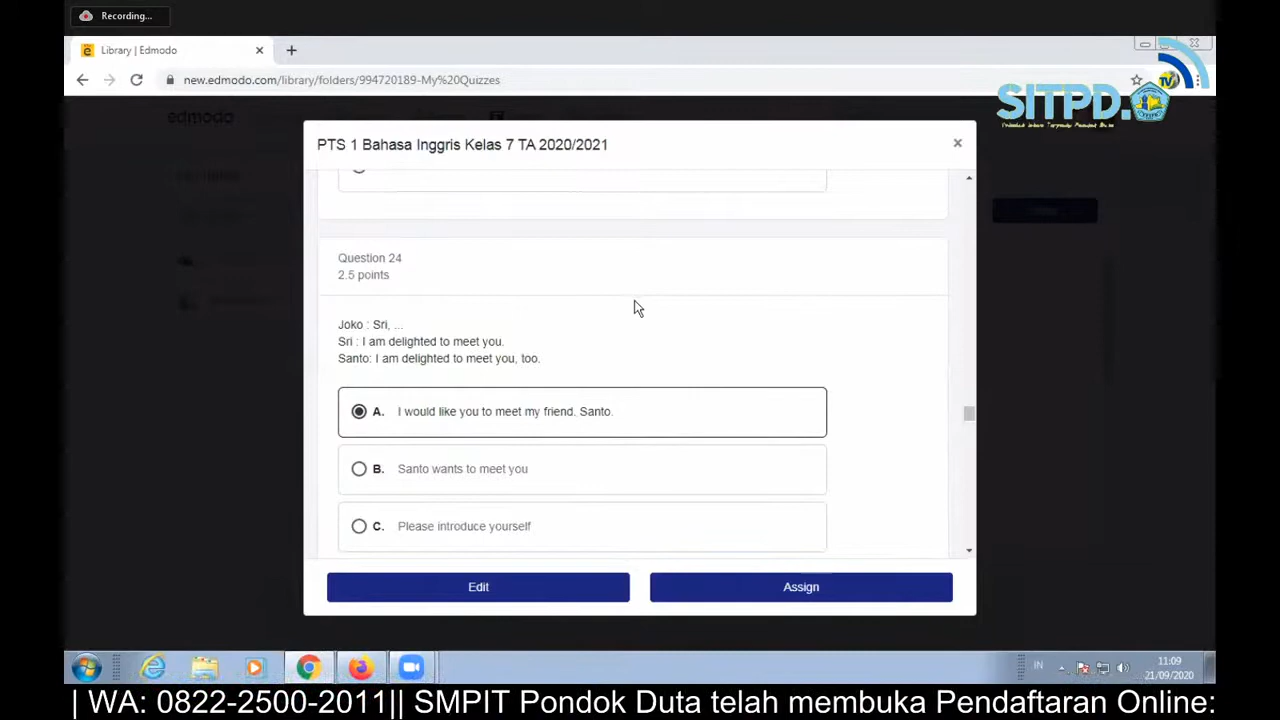 Recording...
Library | Edmodo
new.edmodo.com/library/folders/994720189-My%20Quizzes
SITPD.
TV
edmodo
PTS 1 Bahasa Inggris Kelas 7 TA 2020/2021
Question 24
2.5 points
Joko : Sri, ...
Sri : I am delighted to meet you.
Santo: I am delighted to meet you, too.
A. I would like you to meet my friend. Santo.
B. Santo wants to meet you
C. Please introduce yourself
Edit
Assign
IN
11:09
21/09/2020
| WA: 0822-2500-2011|| SMPIT Pondok Duta telah membuka Pendaftaran Online: